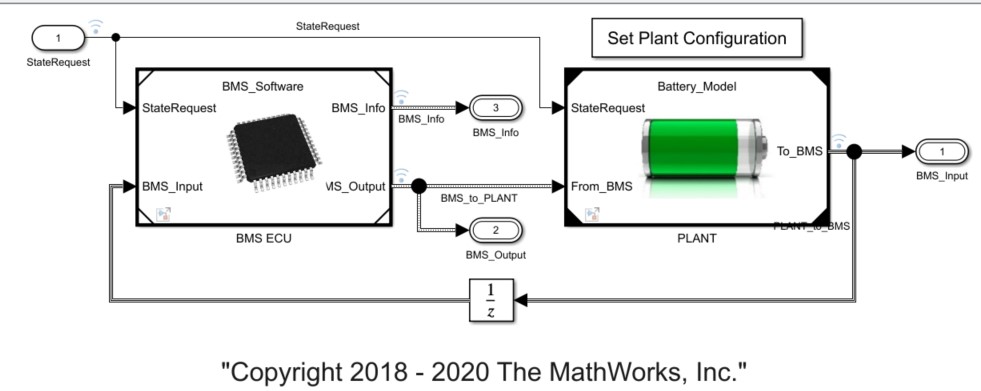 StateRequest
Set Plant Configuration
1
StateRequest
BMS_Software
Battery_Model
StateRequest
BMS_Info
BMS_Info
3
BMS_Info
StateRequest
To_BMS
1
BMS_Input
BMS_Input
MS_Output
BMS_to_PLANT
From_BMS
2
BMS_Output
BMS ECU
PLANT
PLANT_to_BMS
1
z
"Copyright 2018 - 2020 The MathWorks, Inc."